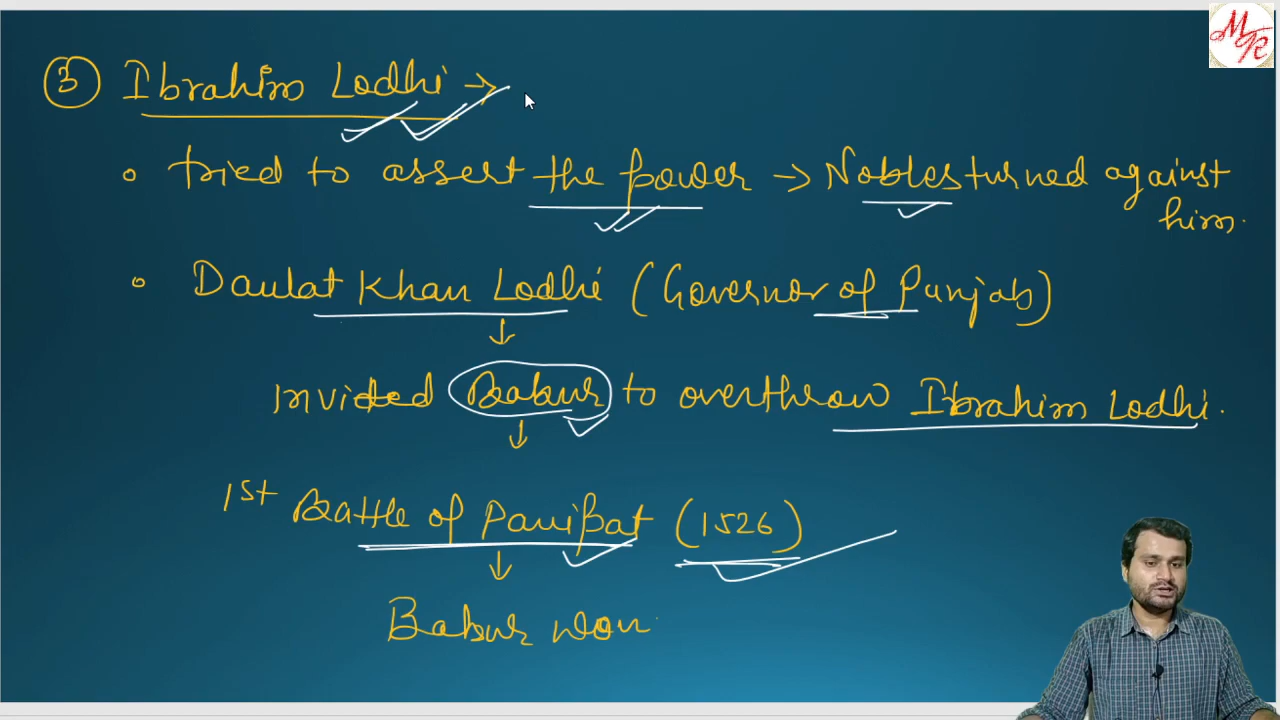 MR
3 Ibrahim Lodhi →
• tried to assert the power → Nobles turned against
him.
• Daulat Khan Lodhi (Governor of Punjab)
↓
invited Babur to overthrow Ibrahim Lodhi.
↓
1st Battle of Panipat (1526)
↓
Babur won